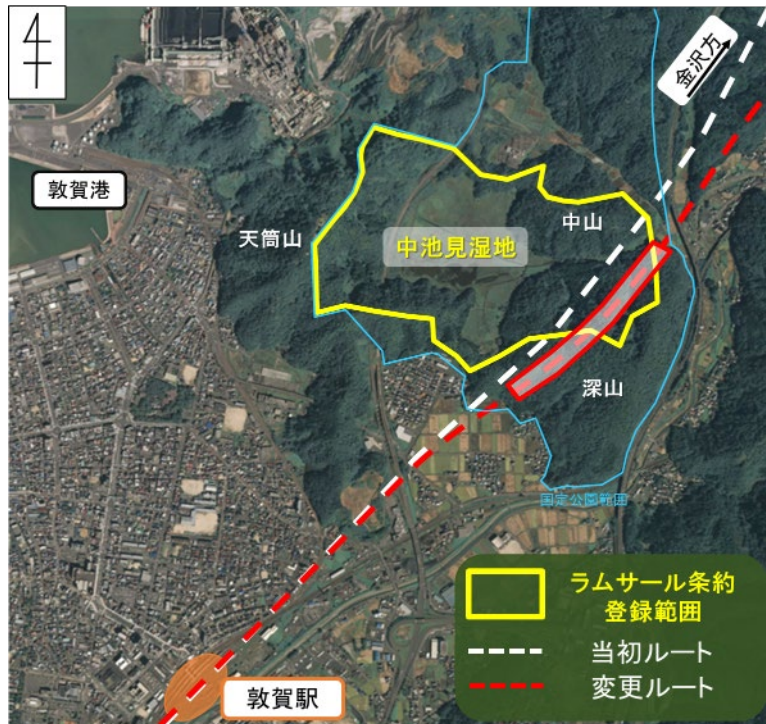 金沢方
敦賀港
天筒山
中山
中池見湿地
深山
国定公園範囲
ラムサール条約
登録範囲
当初ルート
変更ルート
敦賀駅